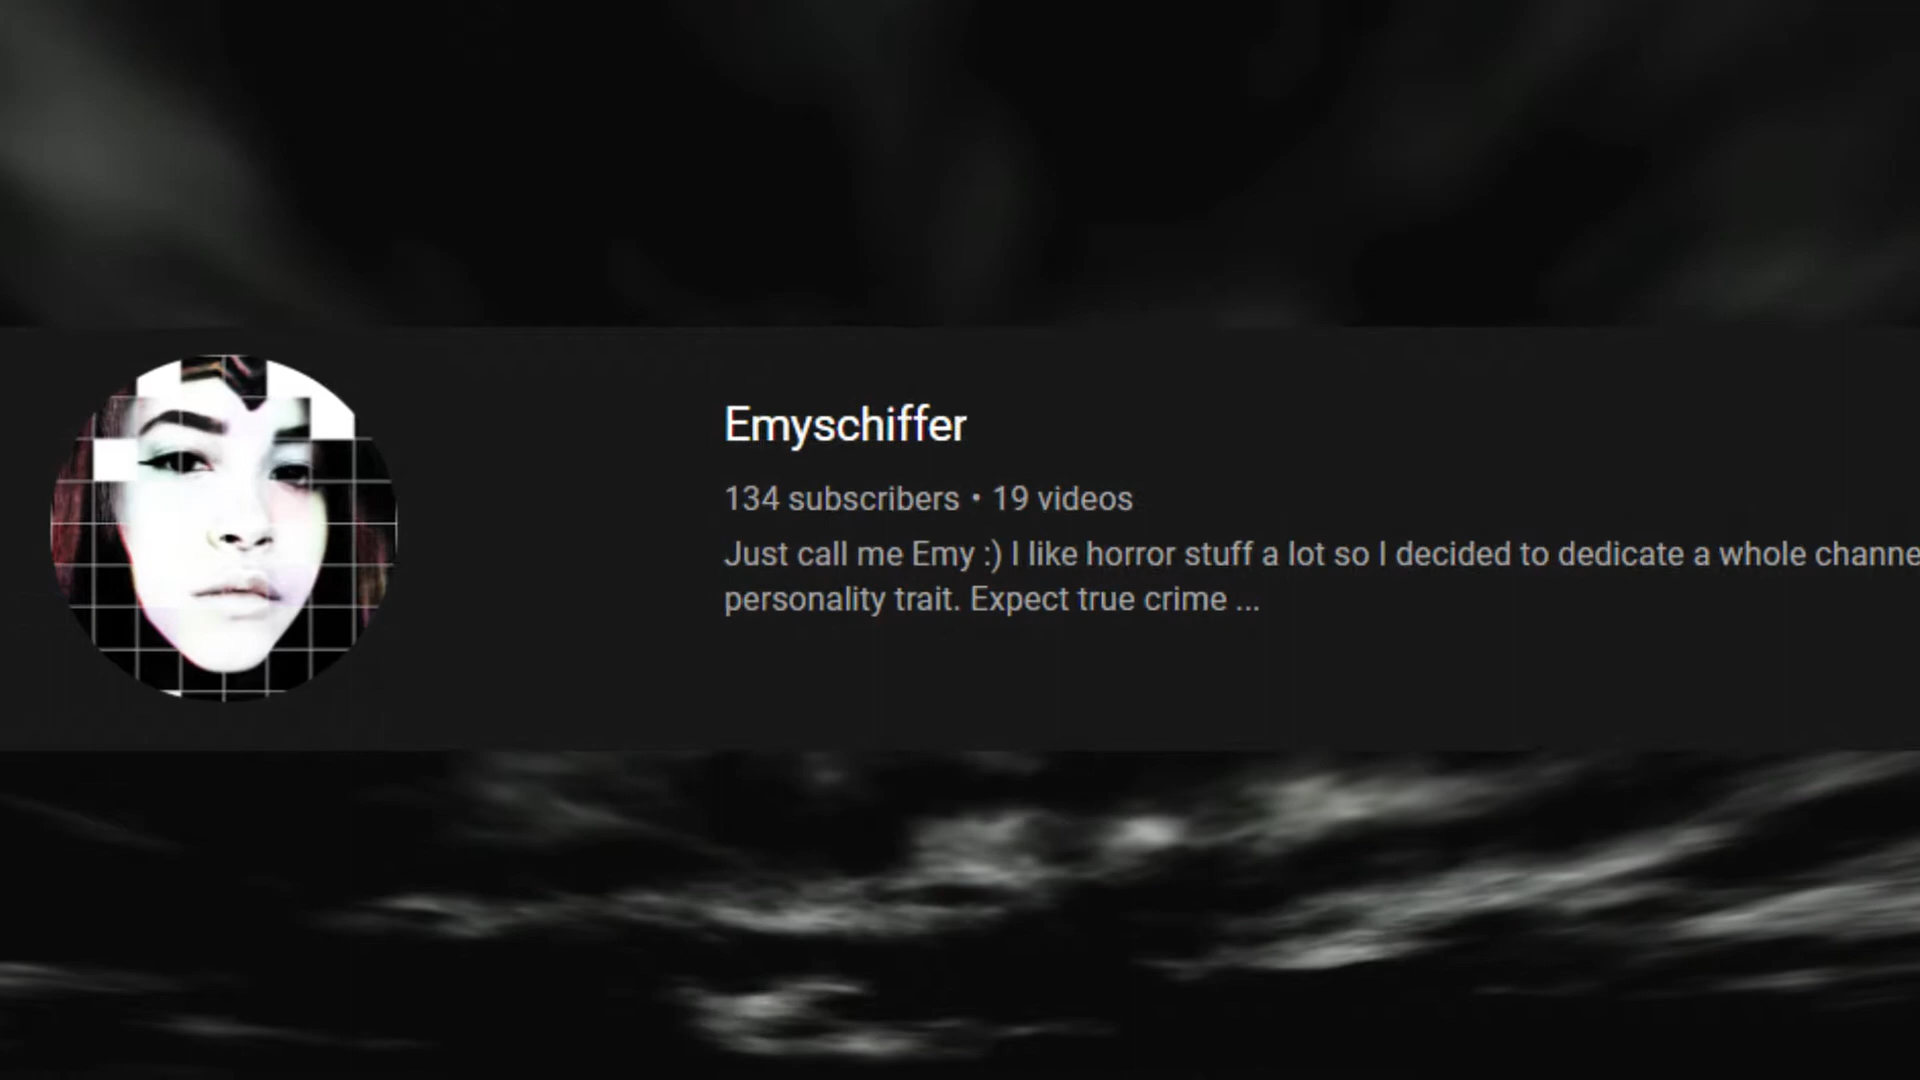 Emyschiffer
134 subscribers • 19 videos
Just call me Emy :) I like horror stuff a lot so I decided to dedicate a whole channe
personality trait. Expect true crime ...